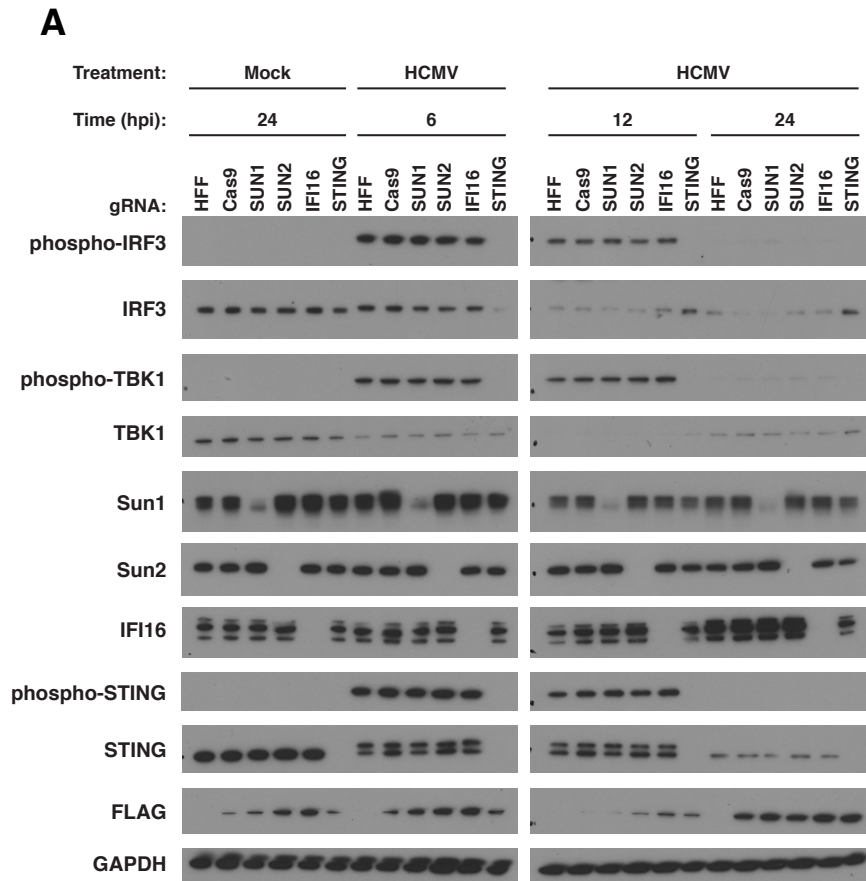 A
Treatment: Mock HCMV HCMV
Time (hpi): 24 6 12 24
gRNA: HFF Cas9 SUN1 SUN2 IFI16 STING HFF Cas9 SUN1 SUN2 IFI16 STING HFF Cas9 SUN1 SUN2 IFI16 STING HFF Cas9 SUN1 SUN2 IFI16 STING
phospho-IRF3
IRF3
phospho-TBK1
TBK1
Sun1
Sun2
IFI16
phospho-STING
STING
FLAG
GAPDH